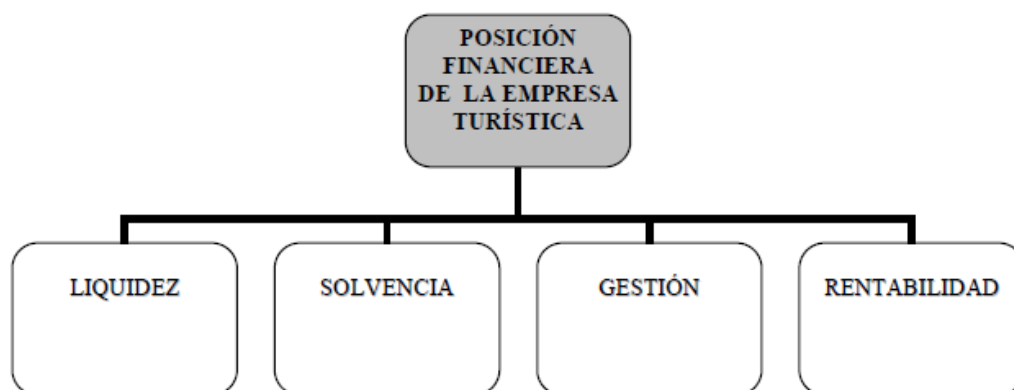 POSICIÓN
FINANCIERA
DE LA EMPRESA
TURÍSTICA
LIQUIDEZ
SOLVENCIA
GESTIÓN
RENTABILIDAD